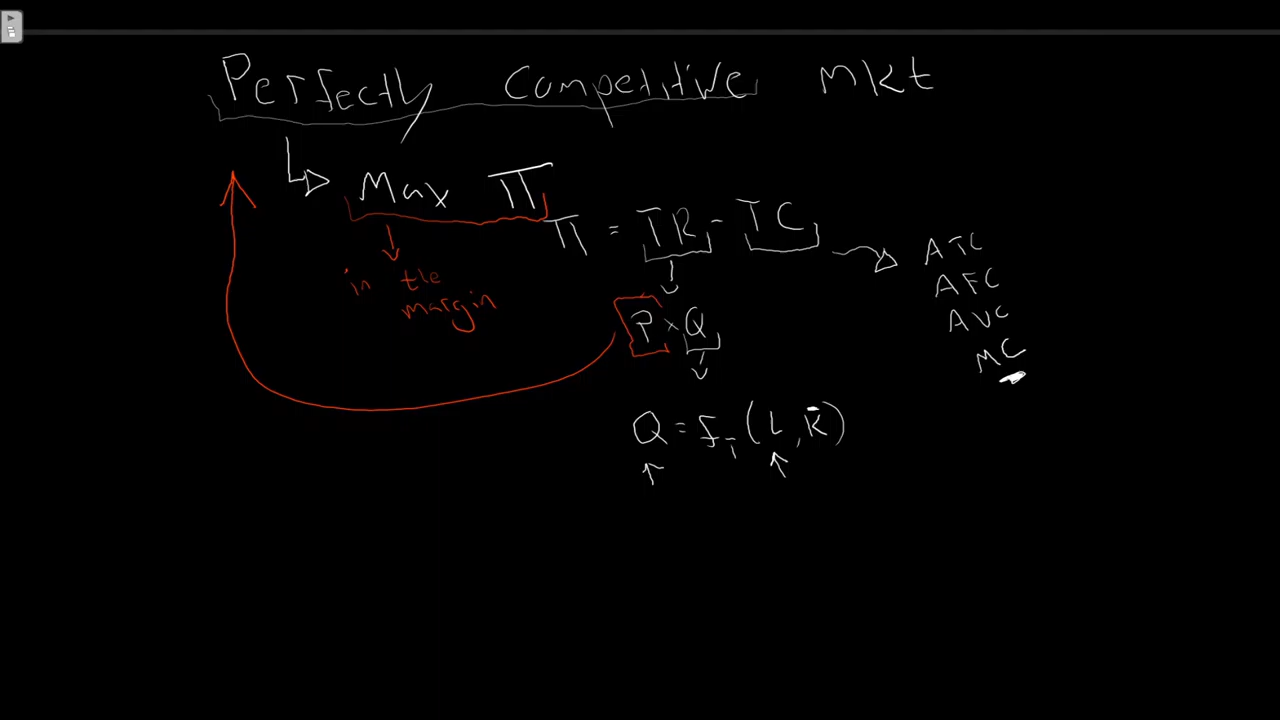 Perfectly Competitive mkt
Max Π
Π = TR - TC
in the
margin
ATC
AFC
AVC
MC
P x Q
Q = f (L, K̄)